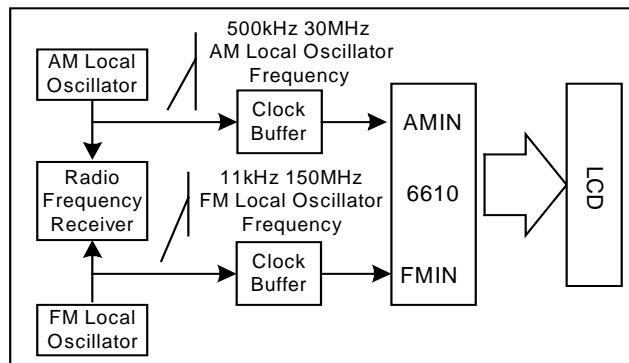 500kHz 30MHz
AM Local Oscillator
Frequency
AM Local
Oscillator
Clock
Buffer
AMIN
Radio
Frequency
Receiver
11kHz 150MHz
FM Local Oscillator
Frequency
6610
LCD
Clock
Buffer
FMIN
FM Local
Oscillator